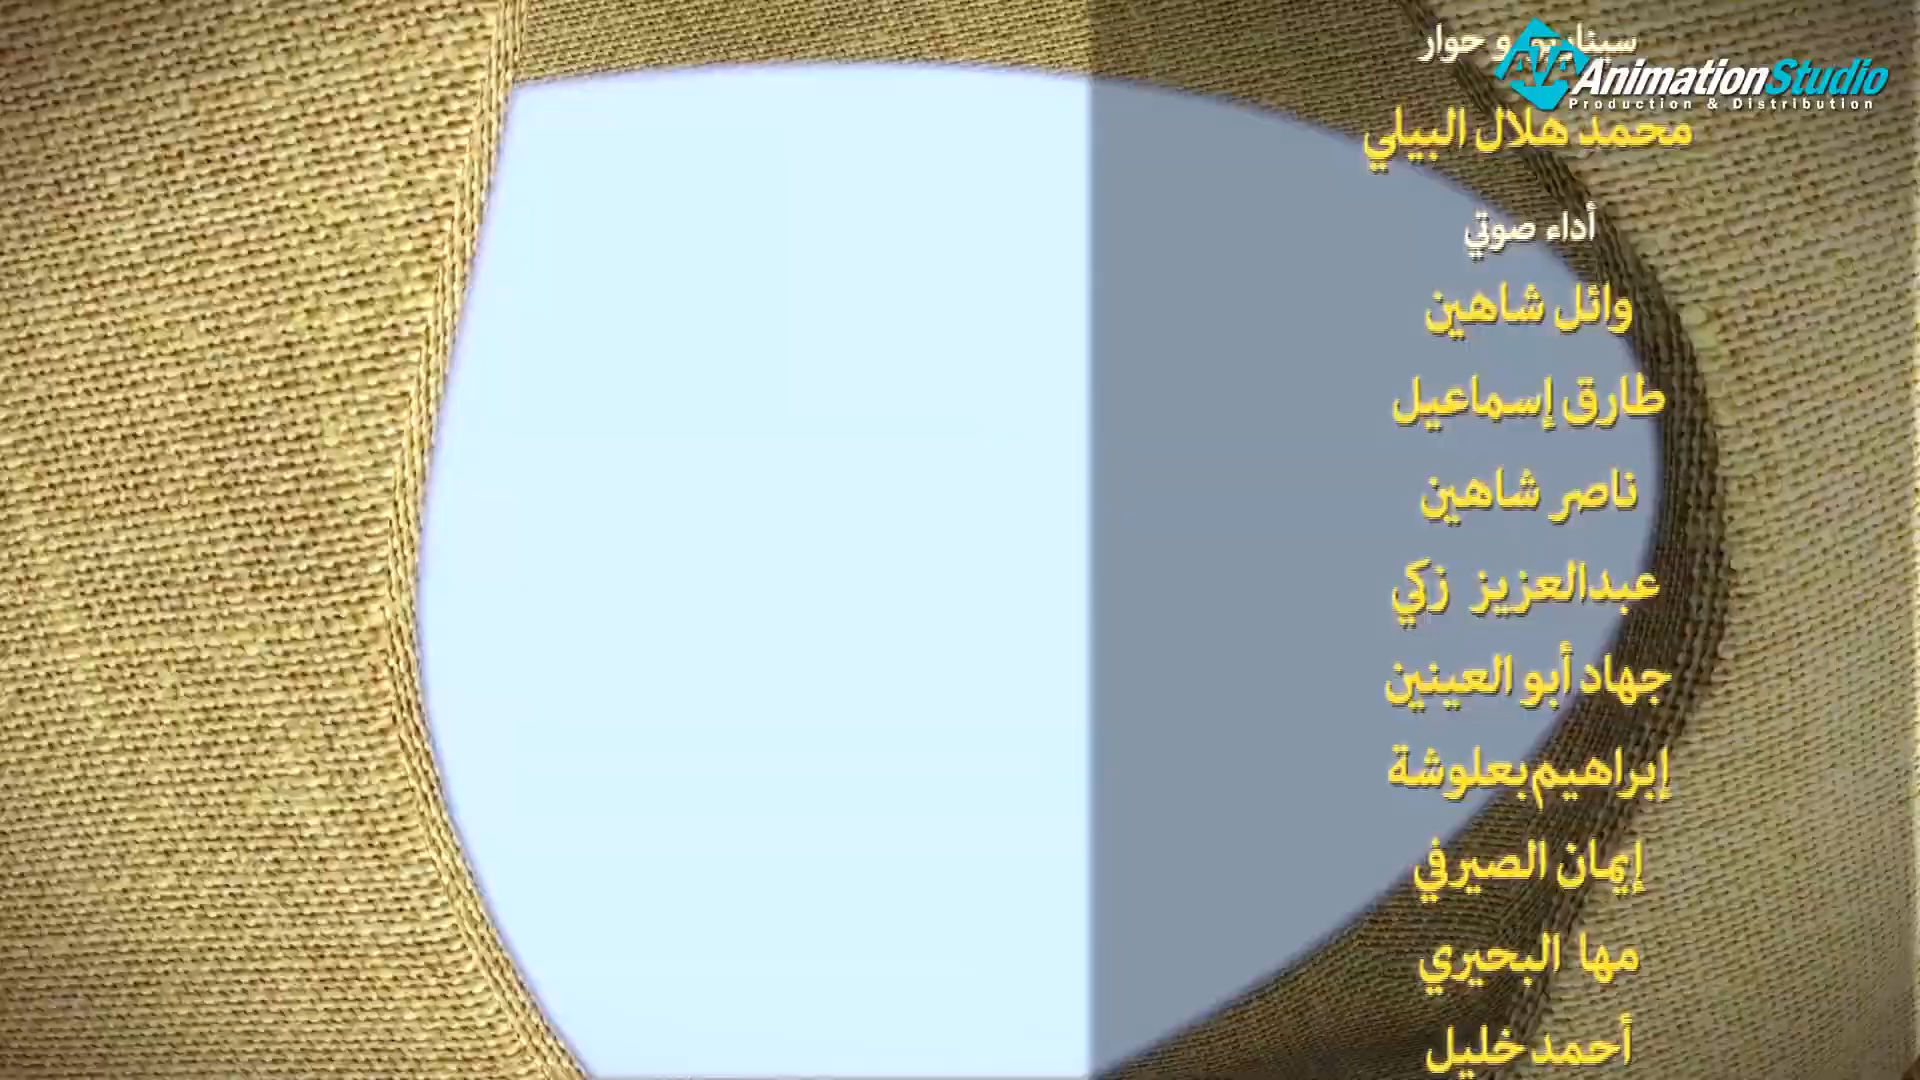 سيناريو و حوار
AnimationStudio
Production & Distribution
محمد هلال البيلي
أداء صوتي
وائل شاهين
طارق إسماعيل
ناصر شاهين
عبدالعزيز زكي
جهاد أبو العينين
إبراهيم بعلوشة
إيمان الصيرفي
مها البحيري
أحمد خليل